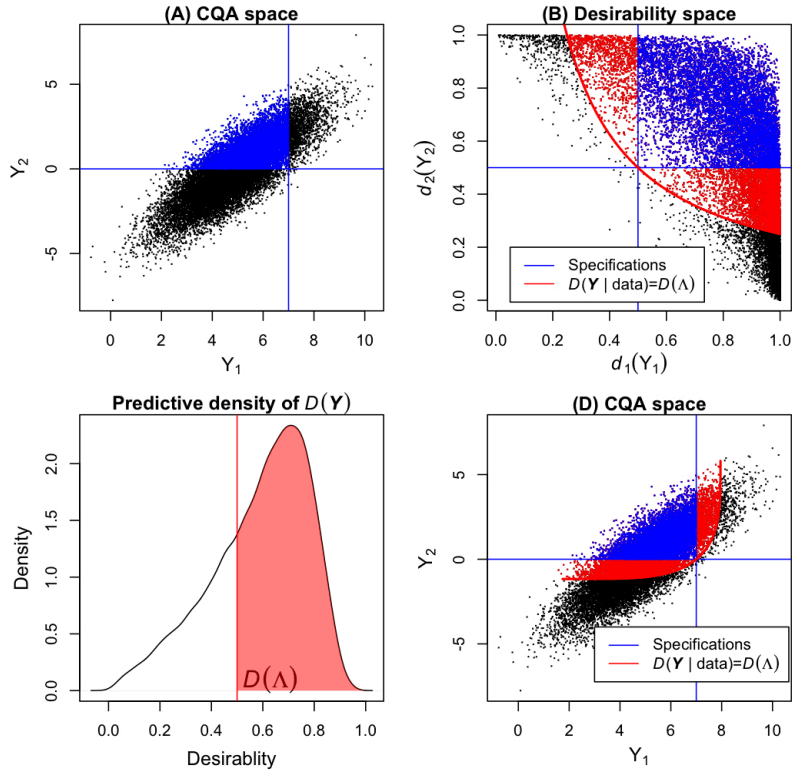 (A) CQA space
Y2
5
0
-5
0 2 4 6 8 10
Y1
(B) Desirability space
d2(Y2)
1.0
0.8
0.6
0.4
0.2
0.0
Specifications
D(Y | data)=D(Λ)
0.0 0.2 0.4 0.6 0.8 1.0
d1(Y1)
Predictive density of D(Y)
Density
2.0
1.5
1.0
0.5
0.0
D(Λ)
0.0 0.2 0.4 0.6 0.8 1.0
Desirablity
(D) CQA space
Y2
5
0
-5
Specifications
D(Y | data)=D(Λ)
0 2 4 6 8 10
Y1